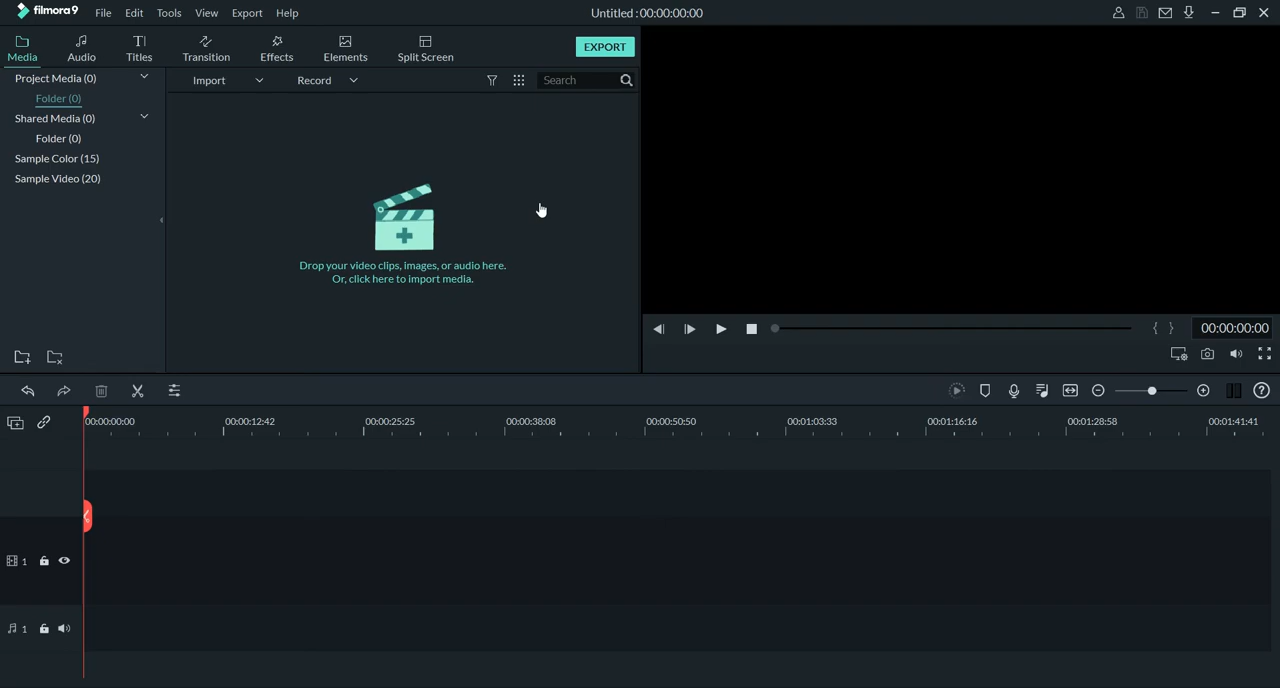 filmora9 File Edit Tools View Export Help Untitled : 00:00:00:00
Media Audio Titles Transition Effects Elements Split Screen EXPORT
Project Media (0) Import Record Search
Folder (0)
Shared Media (0)
Folder (0)
Sample Color (15)
Sample Video (20)
Drop your video clips, images, or audio here.
Or, click here to import media.
{ } 00:00:00:00
00:00:00:00 00:00:12:42 00:00:25:25 00:00:38:08 00:00:50:50 00:01:03:33 00:01:16:16 00:01:28:58 00:01:41:41
1
1